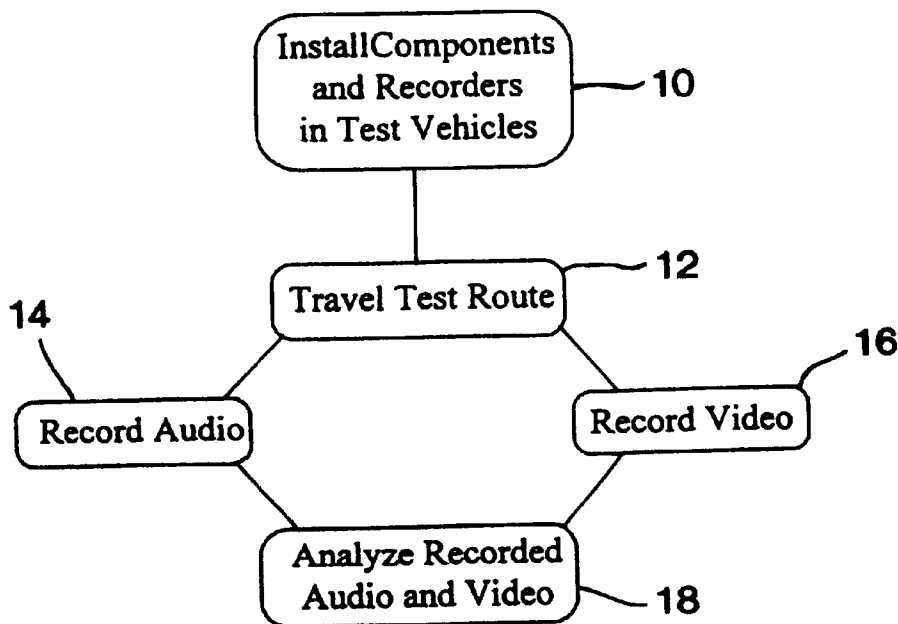 InstallComponents
and Recorders
in Test Vehicles
10
Travel Test Route
12
14
Record Audio
16
Record Video
Analyze Recorded
Audio and Video
18